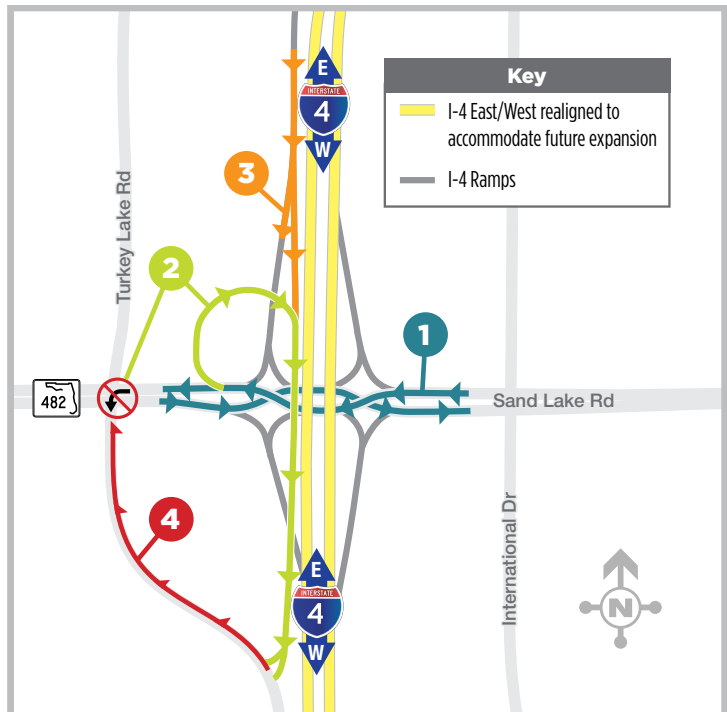 E
INTERSTATE
4
W
Key
I-4 East/West realigned to
accommodate future expansion
I-4 Ramps
3
Turkey Lake Rd
2
1
482
Sand Lake Rd
4
International Dr
E
INTERSTATE
4
W
N